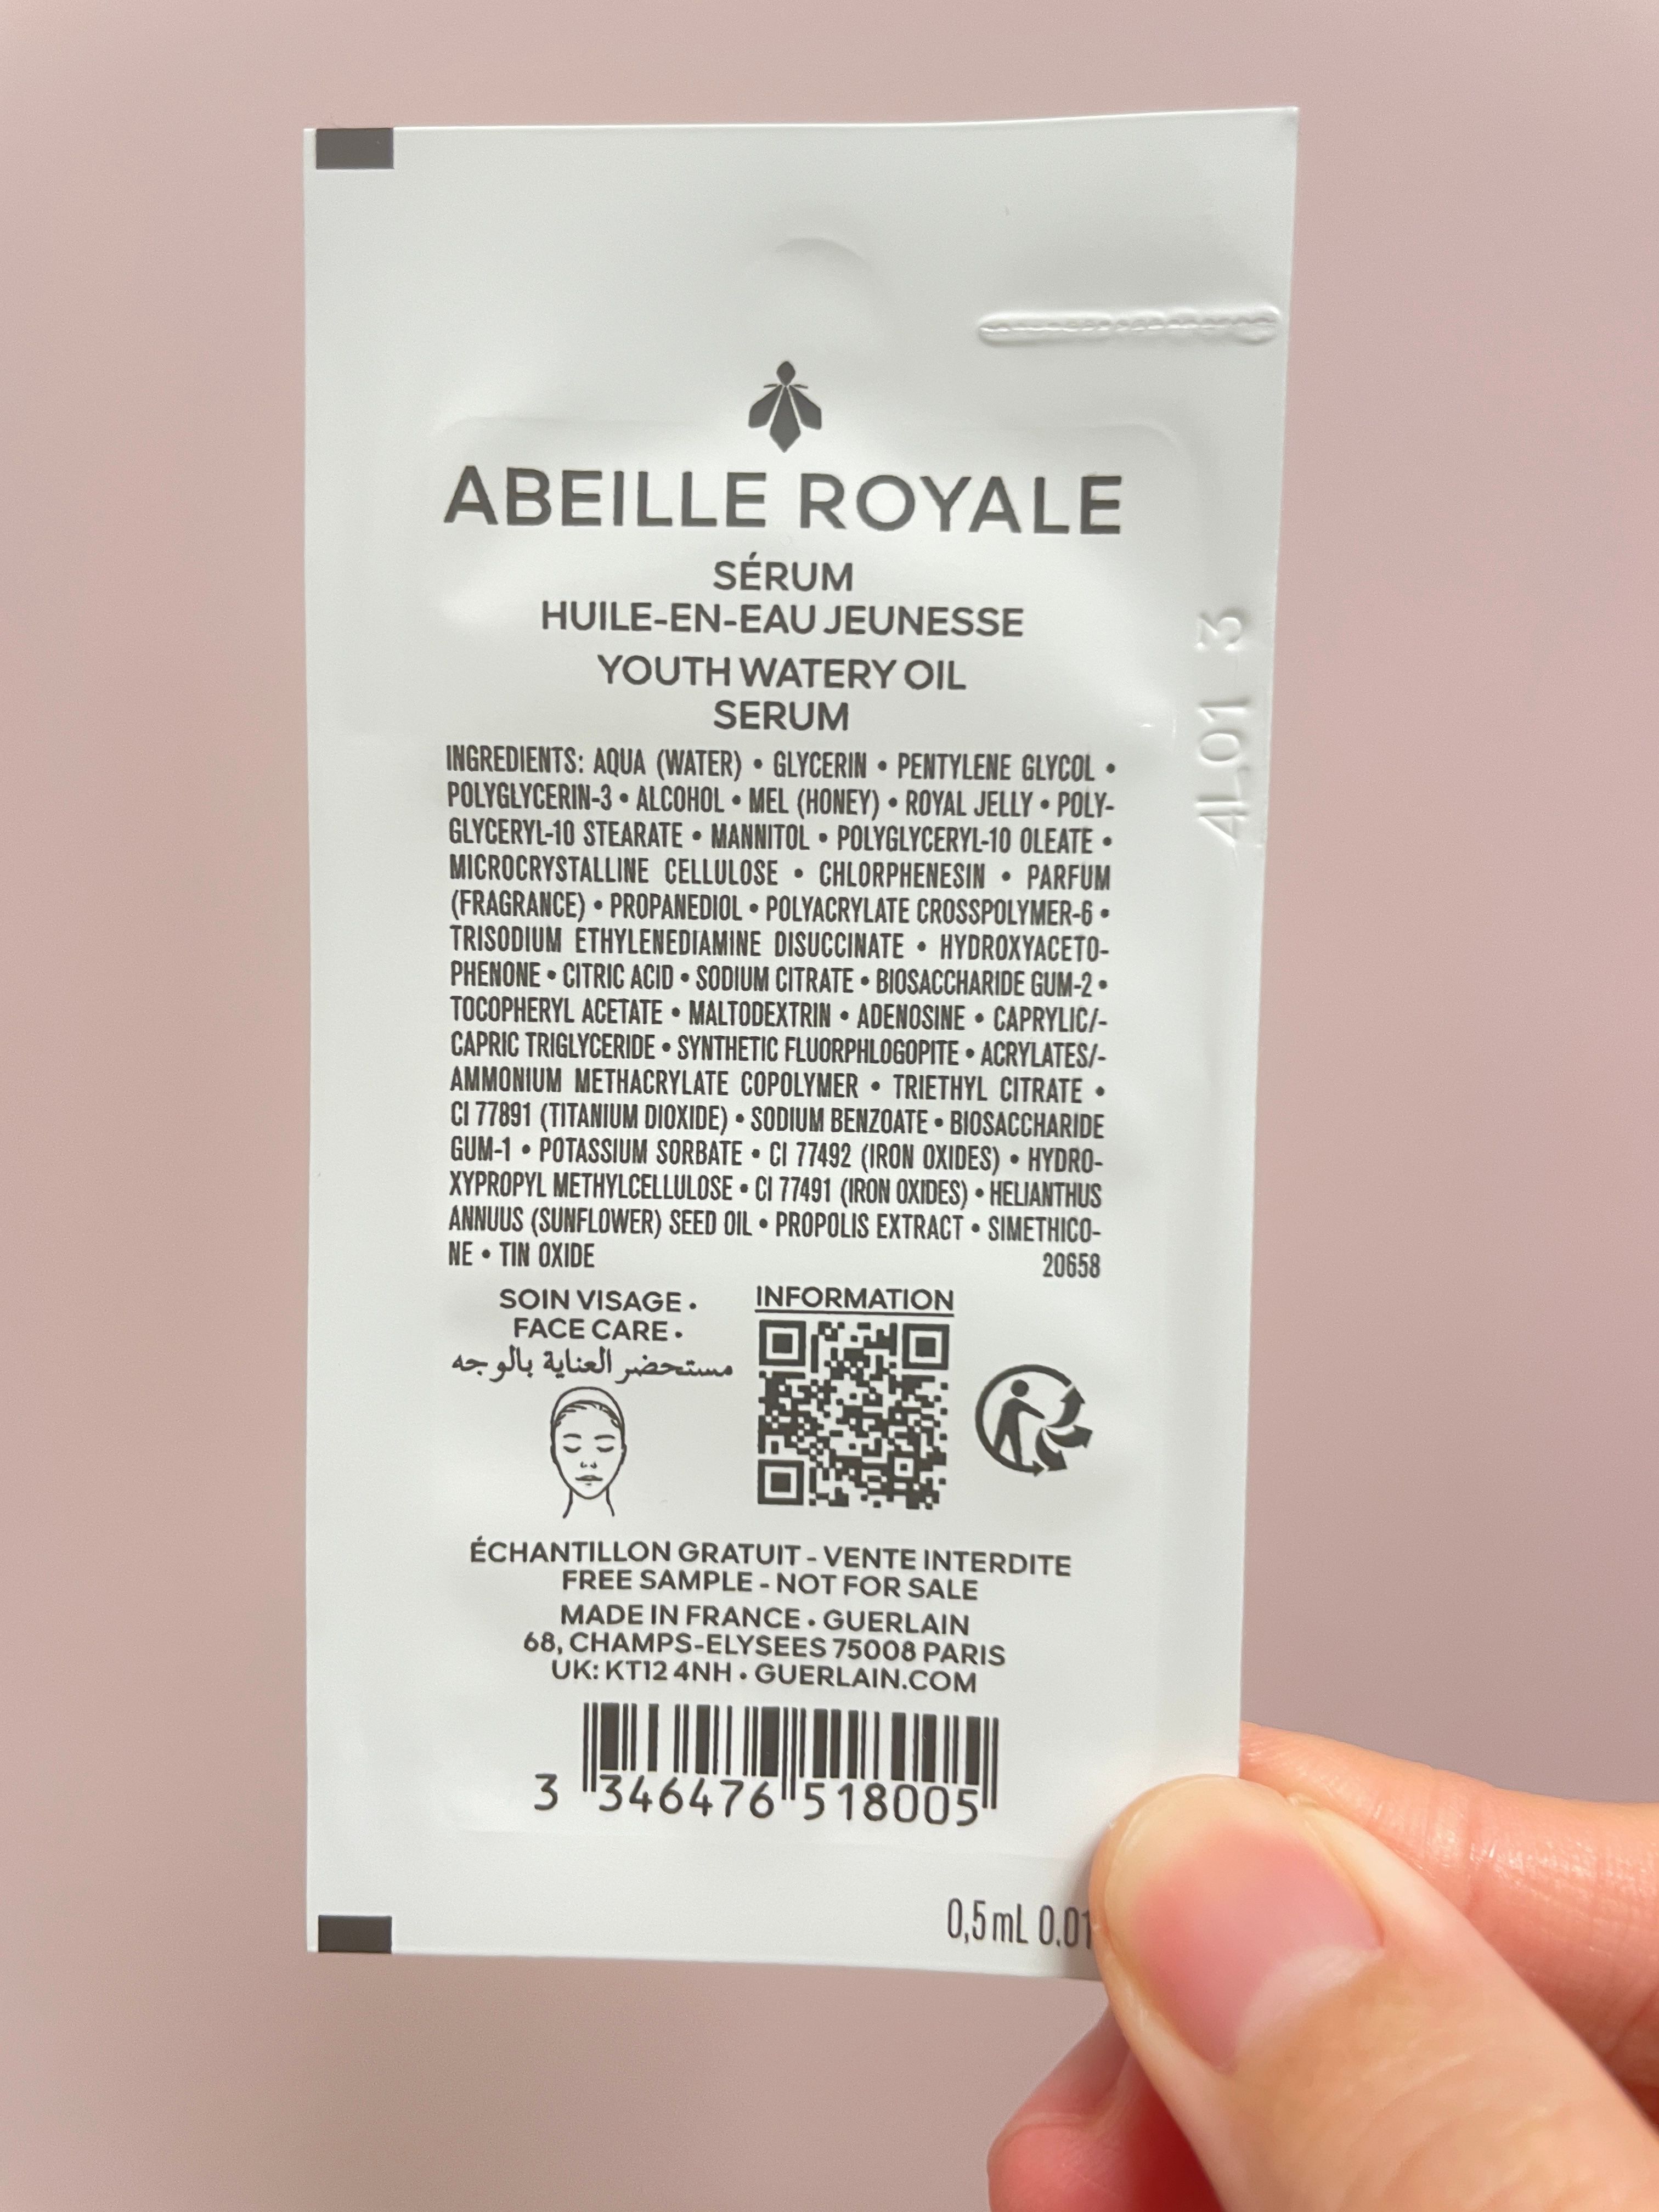 ABEILLE ROYALE
SÉRUM
HUILE-EN-EAU JEUNESSE
YOUTH WATERY OIL
SERUM
INGREDIENTS: AQUA (WATER) • GLYCERIN • PENTYLENE GLYCOL •
POLYGLYCERIN-3 • ALCOHOL • MEL (HONEY) • ROYAL JELLY • POLY-
GLYCERYL-10 STEARATE • MANNITOL • POLYGLYCERYL-10 OLEATE •
MICROCRYSTALLINE CELLULOSE • CHLORPHENESIN • PARFUM
(FRAGRANCE) • PROPANEDIOL • POLYACRYLATE CROSSPOLYMER-6 •
TRISODIUM ETHYLENEDIAMINE DISUCCINATE • HYDROXYACETO-
PHENONE • CITRIC ACID • SODIUM CITRATE • BIOSACCHARIDE GUM-2 •
TOCOPHERYL ACETATE • MALTODEXTRIN • ADENOSINE • CAPRYLIC/-
CAPRIC TRIGLYCERIDE • SYNTHETIC FLUORPHLOGOPITE • ACRYLATES/-
AMMONIUM METHACRYLATE COPOLYMER • TRIETHYL CITRATE •
CI 77891 (TITANIUM DIOXIDE) • SODIUM BENZOATE • BIOSACCHARIDE
GUM-1 • POTASSIUM SORBATE • CI 77492 (IRON OXIDES) • HYDRO-
XYPROPYL METHYLCELLULOSE • CI 77491 (IRON OXIDES) • HELIANTHUS
ANNUUS (SUNFLOWER) SEED OIL • PROPOLIS EXTRACT • SIMETHICO-
NE • TIN OXIDE 20658
SOIN VISAGE •
FACE CARE •
مستحضر العناية بالوجه
INFORMATION
ÉCHANTILLON GRATUIT - VENTE INTERDITE
FREE SAMPLE - NOT FOR SALE
MADE IN FRANCE • GUERLAIN
68, CHAMPS-ELYSEES 75008 PARIS
UK: KT12 4NH • GUERLAIN.COM
3 346476 518005
0,5 mL 0.01
4L01 3